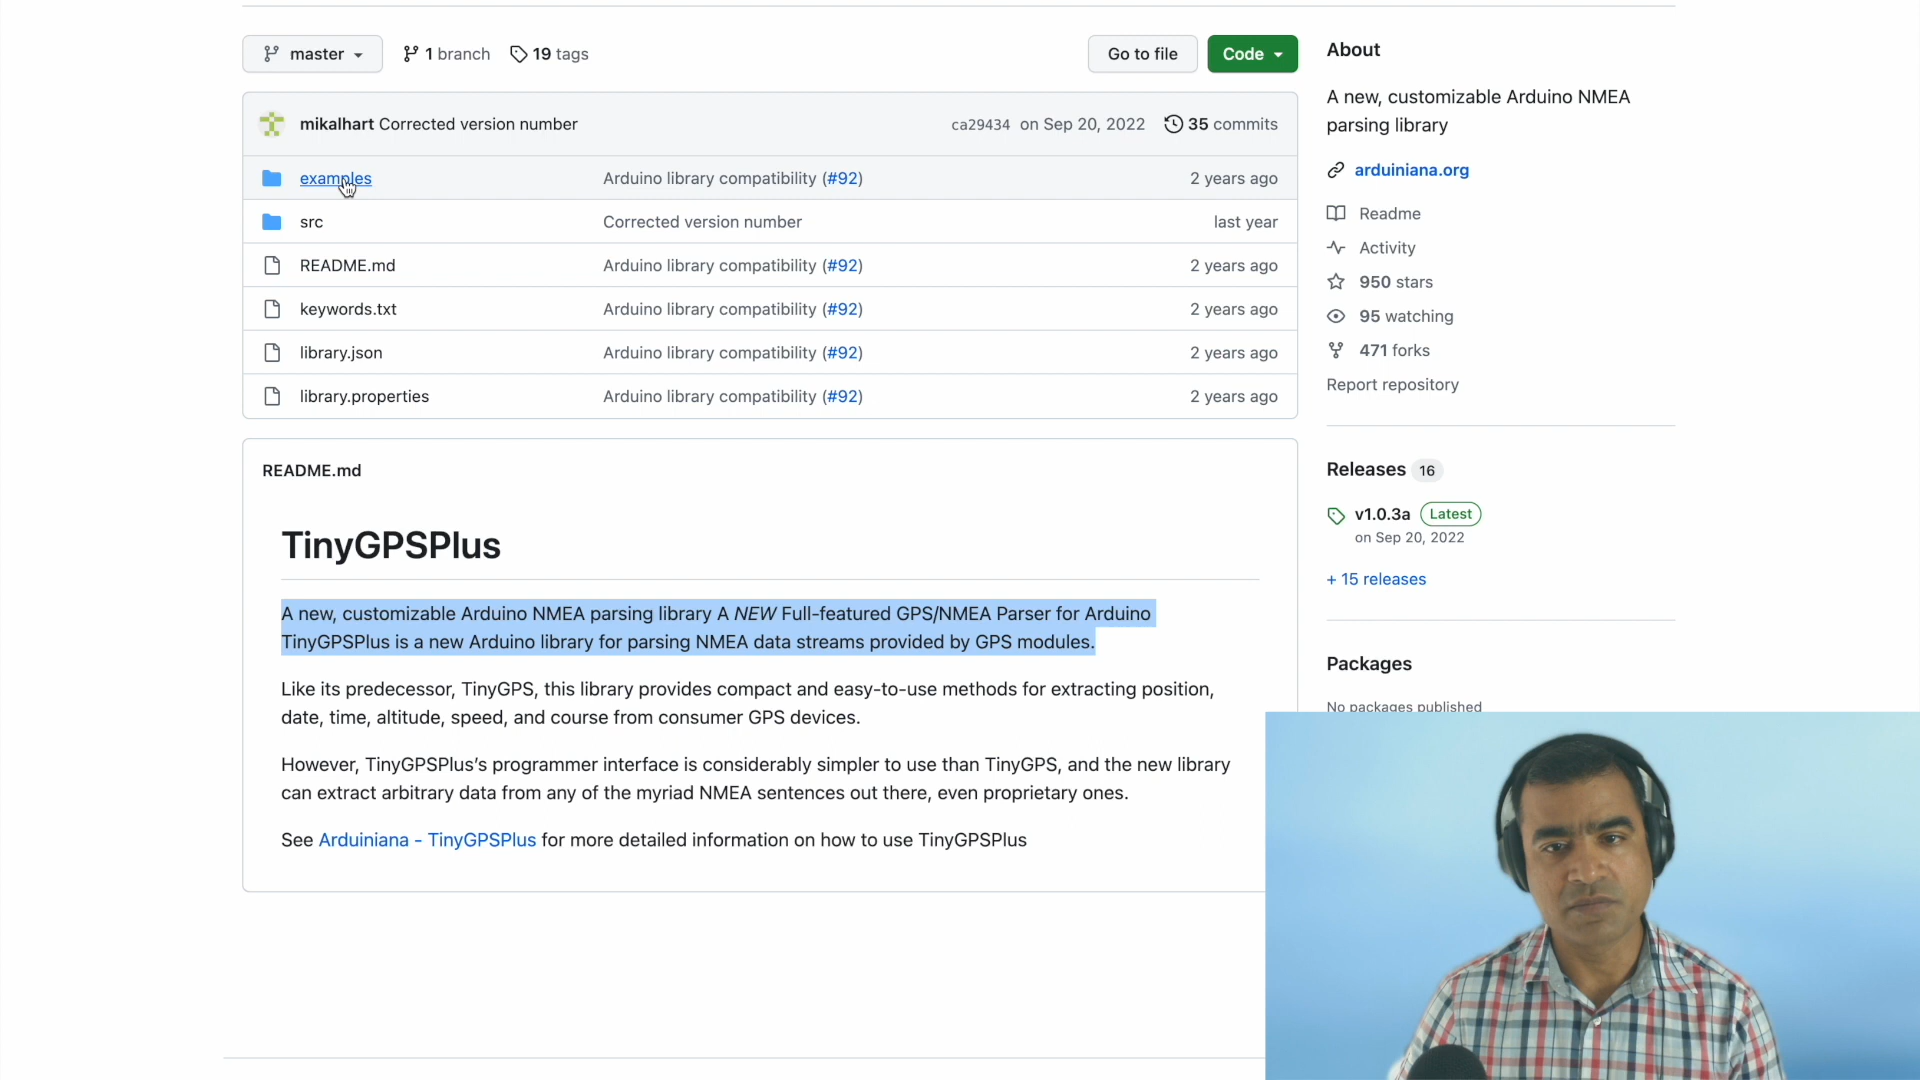 master
1 branch
19 tags
Go to file
Code
mikalhart Corrected version number
ca29434 on Sep 20, 2022
35 commits
examples
Arduino library compatibility (#92)
2 years ago
src
Corrected version number
last year
README.md
Arduino library compatibility (#92)
2 years ago
keywords.txt
Arduino library compatibility (#92)
2 years ago
library.json
Arduino library compatibility (#92)
2 years ago
library.properties
Arduino library compatibility (#92)
2 years ago
README.md
TinyGPSPlus
A new, customizable Arduino NMEA parsing library A NEW Full-featured GPS/NMEA Parser for Arduino
TinyGPSPlus is a new Arduino library for parsing NMEA data streams provided by GPS modules.
Like its predecessor, TinyGPS, this library provides compact and easy-to-use methods for extracting position,
date, time, altitude, speed, and course from consumer GPS devices.
However, TinyGPSPlus’s programmer interface is considerably simpler to use than TinyGPS, and the new library
can extract arbitrary data from any of the myriad NMEA sentences out there, even proprietary ones.
See Arduiniana - TinyGPSPlus for more detailed information on how to use TinyGPSPlus
About
A new, customizable Arduino NMEA
parsing library
arduiniana.org
Readme
Activity
950 stars
95 watching
471 forks
Report repository
Releases 16
v1.0.3a Latest
on Sep 20, 2022
+ 15 releases
Packages
No packages published